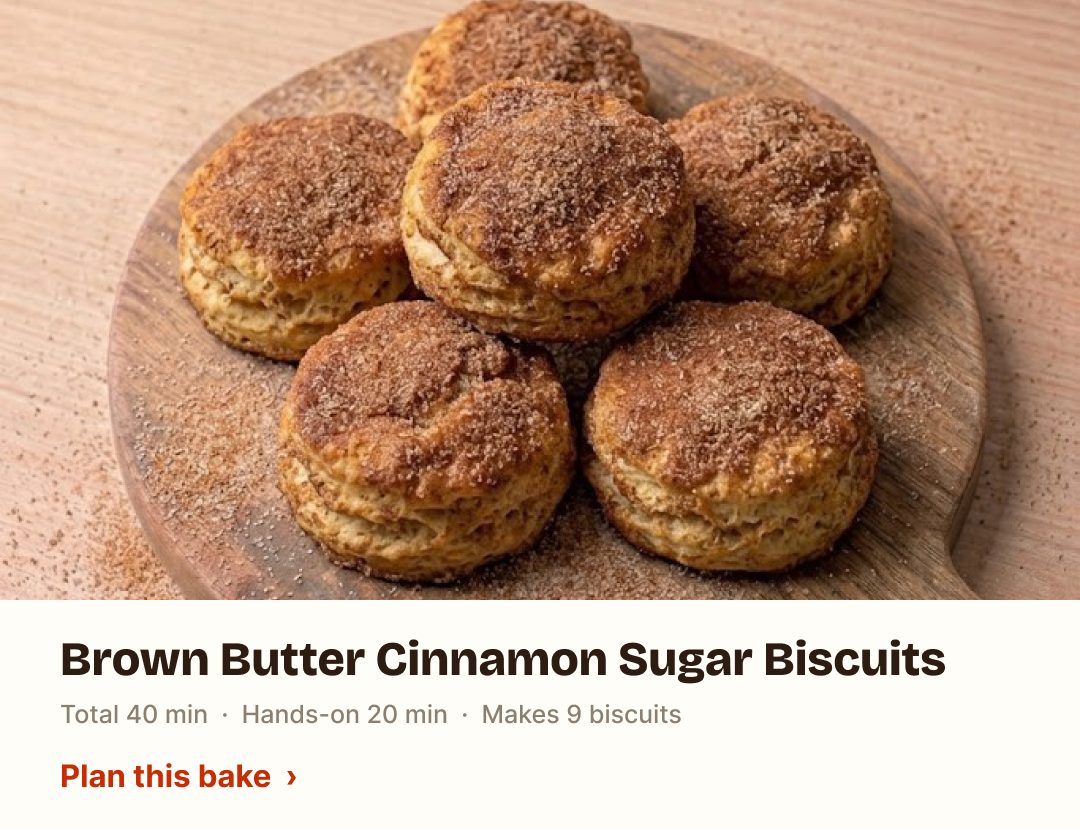 Brown Butter Cinnamon Sugar Biscuits
Total 40 min · Hands-on 20 min · Makes 9 biscuits
Plan this bake ›